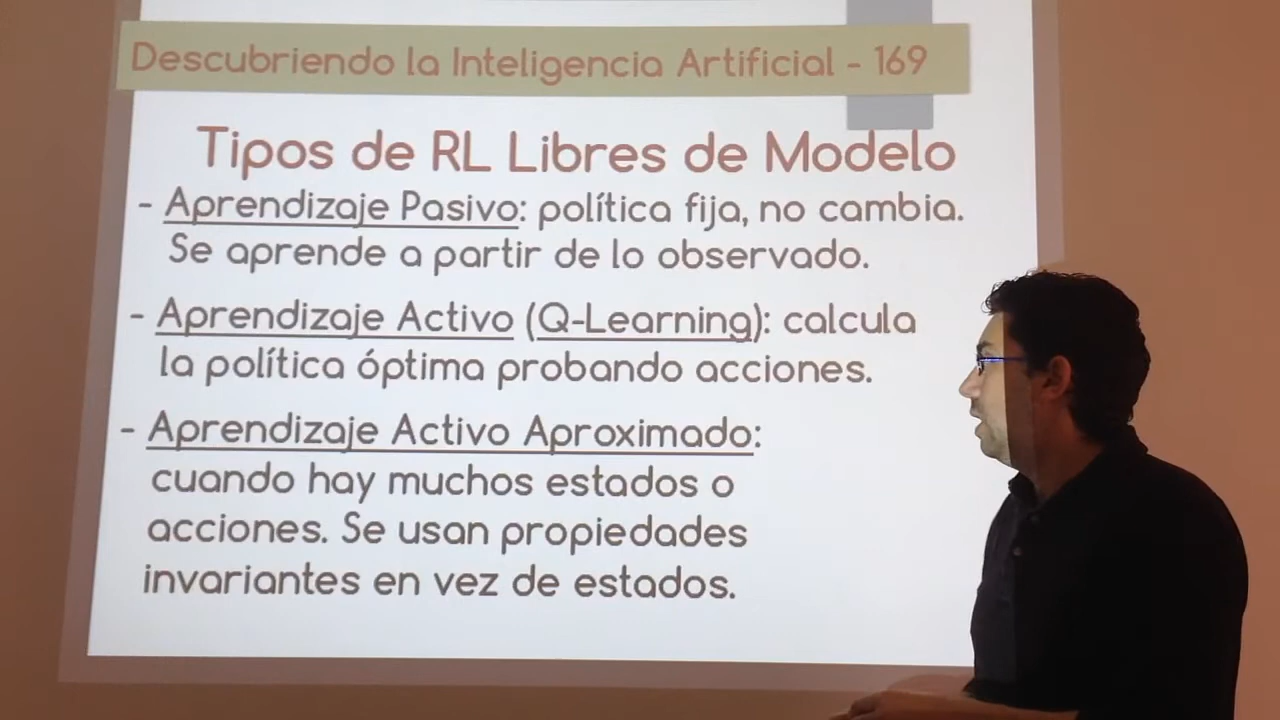 Descubriendo la Inteligencia Artificial - 169
Tipos de RL Libres de Modelo
- Aprendizaje Pasivo: política fija, no cambia.
Se aprende a partir de lo observado.
- Aprendizaje Activo (Q-Learning): calcula
la política óptima probando acciones.
- Aprendizaje Activo Aproximado:
cuando hay muchos estados o
acciones. Se usan propiedades
invariantes en vez de estados.